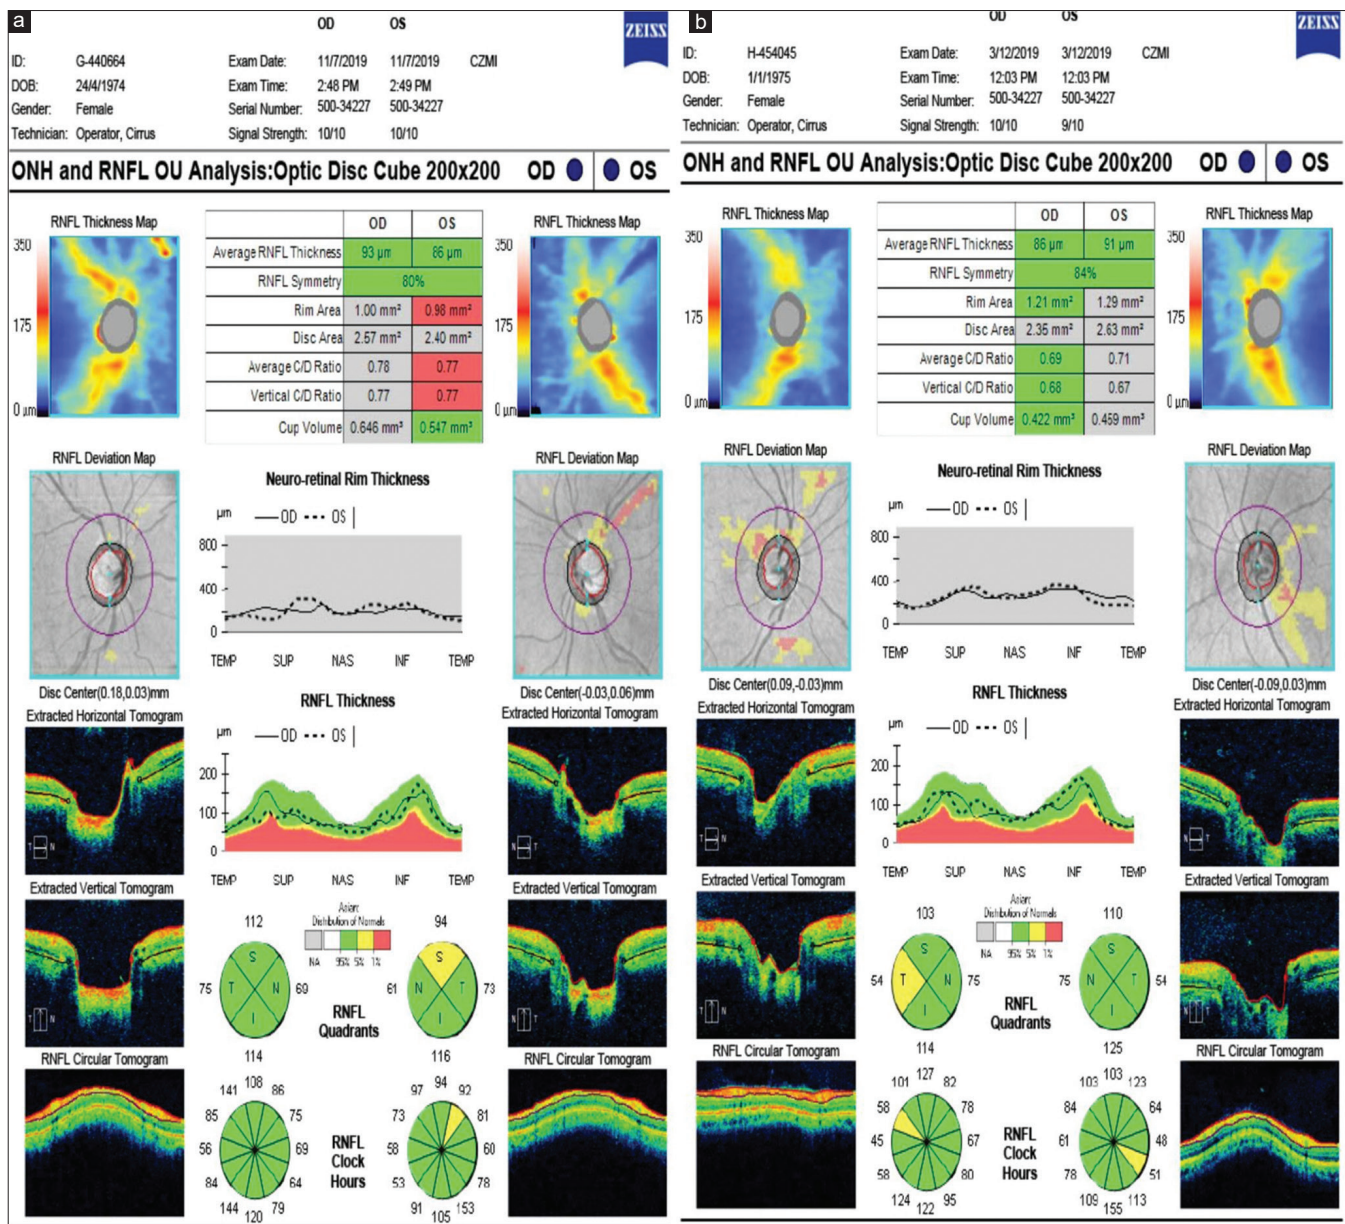 a
OD OS
ZEISS
ID: G-440664 Exam Date: 11/7/2019 11/7/2019 CZMI
DOB: 24/4/1974 Exam Time: 2:48 PM 2:49 PM
Gender: Female Serial Number: 500-34227 500-34227
Technician: Operator, Cirrus Signal Strength: 10/10 10/10
ONH and RNFL OU Analysis:Optic Disc Cube 200x200 OD OS
RNFL Thickness Map
350
175
0 µm
OD OS
Average RNFL Thickness 93 µm 86 µm
RNFL Symmetry 80%
Rim Area 1.00 mm² 0.98 mm²
Disc Area 2.57 mm² 2.40 mm²
Average C/D Ratio 0.78 0.77
Vertical C/D Ratio 0.77 0.77
Cup Volume 0.646 mm³ 0.547 mm³
RNFL Thickness Map
350
175
0 µm
RNFL Deviation Map
Disc Center(0.18,0.03)mm
Neuro-retinal Rim Thickness
µm OD OS
800
400
0
TEMP SUP NAS INF TEMP
RNFL Deviation Map
Disc Center(-0.03,0.06)mm
Extracted Horizontal Tomogram
T N
RNFL Thickness
µm OD OS
200
100
0
TEMP SUP NAS INF TEMP
Extracted Horizontal Tomogram
N T
Extracted Vertical Tomogram
T N
112
S
75 T N 69
I
114
Asian:
Distribution of Normals
NA 95% 5% 1%
RNFL
Quadrants
94
S
61 N T 73
I
116
Extracted Vertical Tomogram
N T
RNFL Circular Tomogram
141 108 86
85 75
56 69
84 64
144 120 79
RNFL
Clock
Hours
97 94 92
73 81
58 60
53 78
91 105 153
RNFL Circular Tomogram
b
OD OS
ZEISS
ID: H-454045 Exam Date: 3/12/2019 3/12/2019 CZMI
DOB: 1/1/1975 Exam Time: 12:03 PM 12:03 PM
Gender: Female Serial Number: 500-34227 500-34227
Technician: Operator, Cirrus Signal Strength: 10/10 9/10
ONH and RNFL OU Analysis:Optic Disc Cube 200x200 OD OS
RNFL Thickness Map
350
175
0 µm
OD OS
Average RNFL Thickness 86 µm 91 µm
RNFL Symmetry 84%
Rim Area 1.21 mm² 1.29 mm²
Disc Area 2.35 mm² 2.63 mm²
Average C/D Ratio 0.69 0.71
Vertical C/D Ratio 0.68 0.67
Cup Volume 0.422 mm³ 0.459 mm³
RNFL Thickness Map
350
175
0 µm
RNFL Deviation Map
Disc Center(0.09,-0.03)mm
Neuro-retinal Rim Thickness
µm OD OS
800
400
0
TEMP SUP NAS INF TEMP
RNFL Deviation Map
Disc Center(-0.09,0.03)mm
Extracted Horizontal Tomogram
T N
RNFL Thickness
µm OD OS
200
100
0
TEMP SUP NAS INF TEMP
Extracted Horizontal Tomogram
N T
Extracted Vertical Tomogram
T N
103
S
54 T N 75
I
114
Asian:
Distribution of Normals
NA 95% 5% 1%
RNFL
Quadrants
110
S
75 N T 54
I
125
Extracted Vertical Tomogram
N T
RNFL Circular Tomogram
101 127 82
58 78
45 67
58 80
124 122 95
RNFL
Clock
Hours
103 103 123
84 64
61 48
78 51
109 155 113
RNFL Circular Tomogram